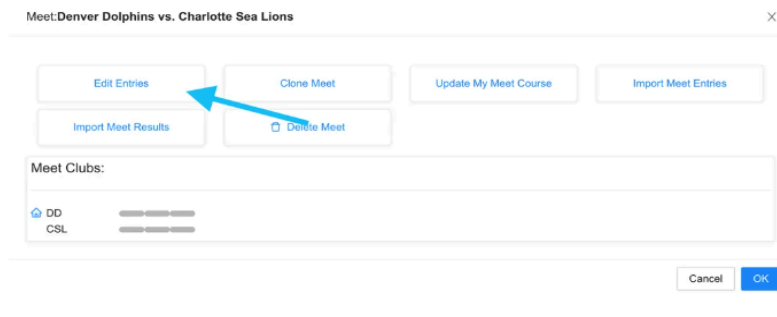 Meet:Denver Dolphins vs. Charlotte Sea Lions
Edit Entries Clone Meet Update My Meet Course Import Meet Entries
Import Meet Results Delete Meet
Meet Clubs:
DD
CSL
Cancel OK